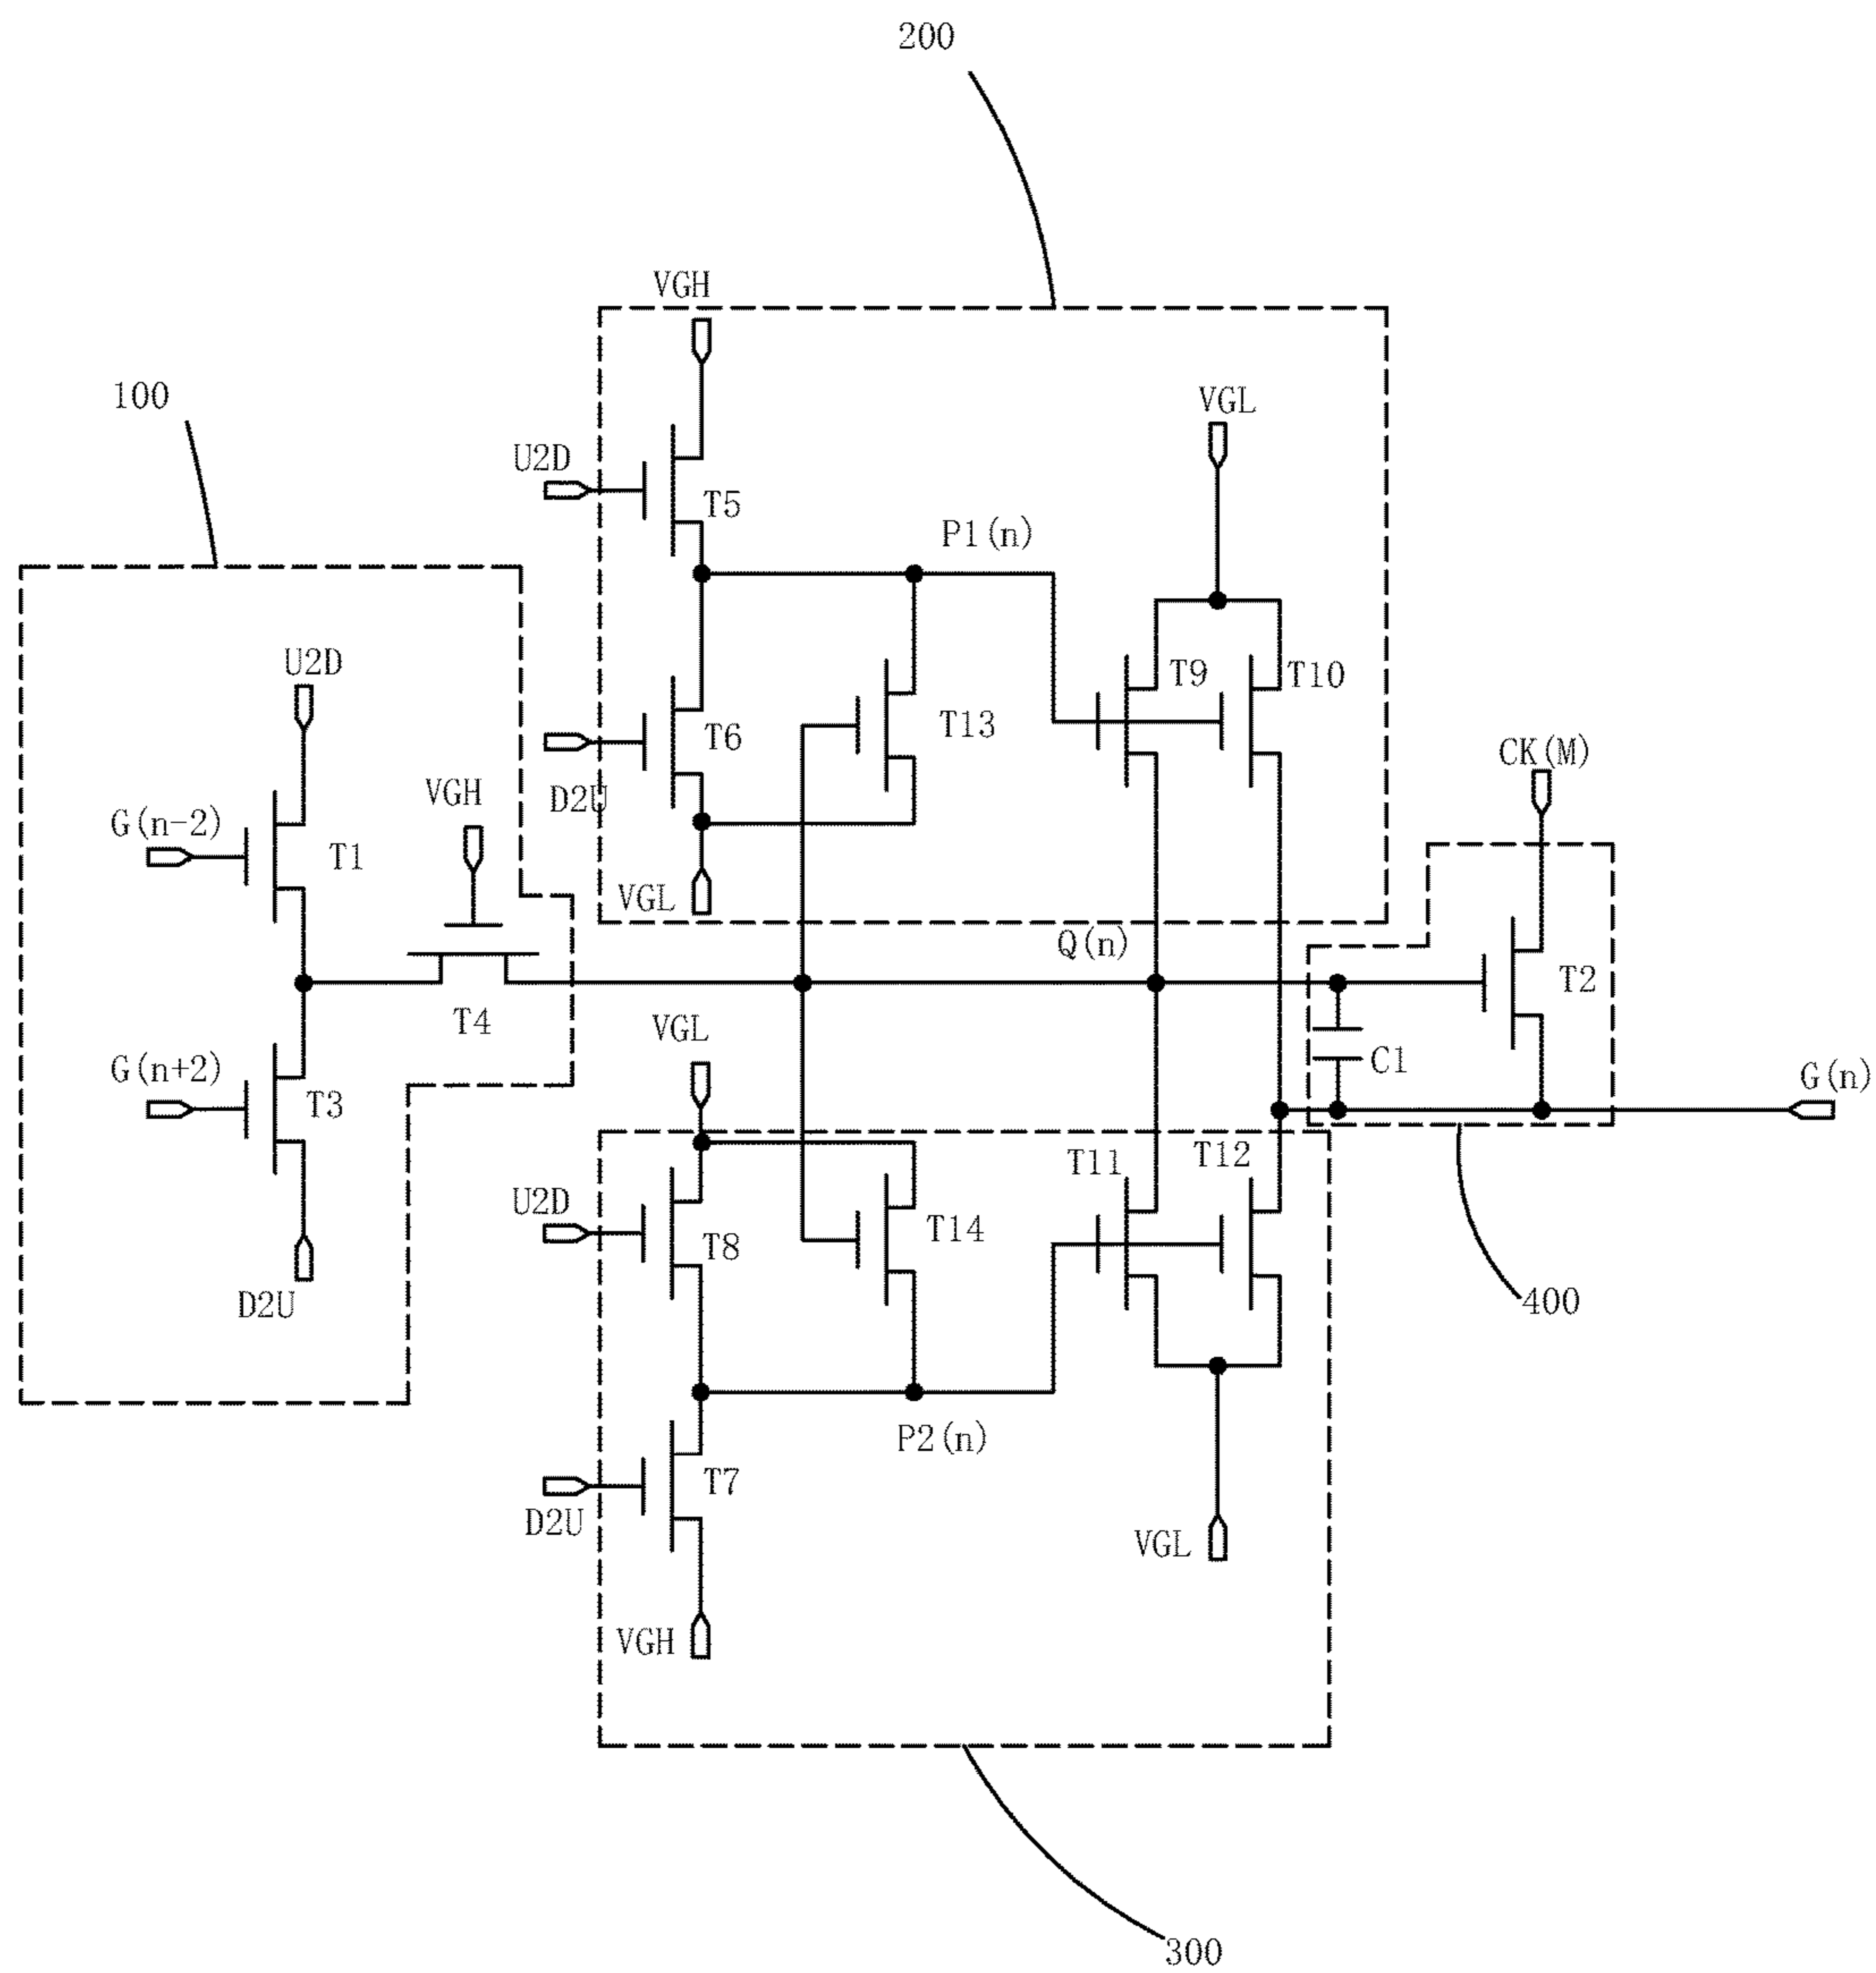 200
VGH
100
VGL
U2D
T5
P1(n)
U2D
T9
T10
T6
T13
CK(M)
VGH
D2U
G(n-2)
T1
VGL
Q(n)
T2
T4
VGL
G(n+2)
C1
G(n)
T3
T11
T12
U2D
T14
T8
D2U
400
P2(n)
T7
D2U
VGL
VGH
300